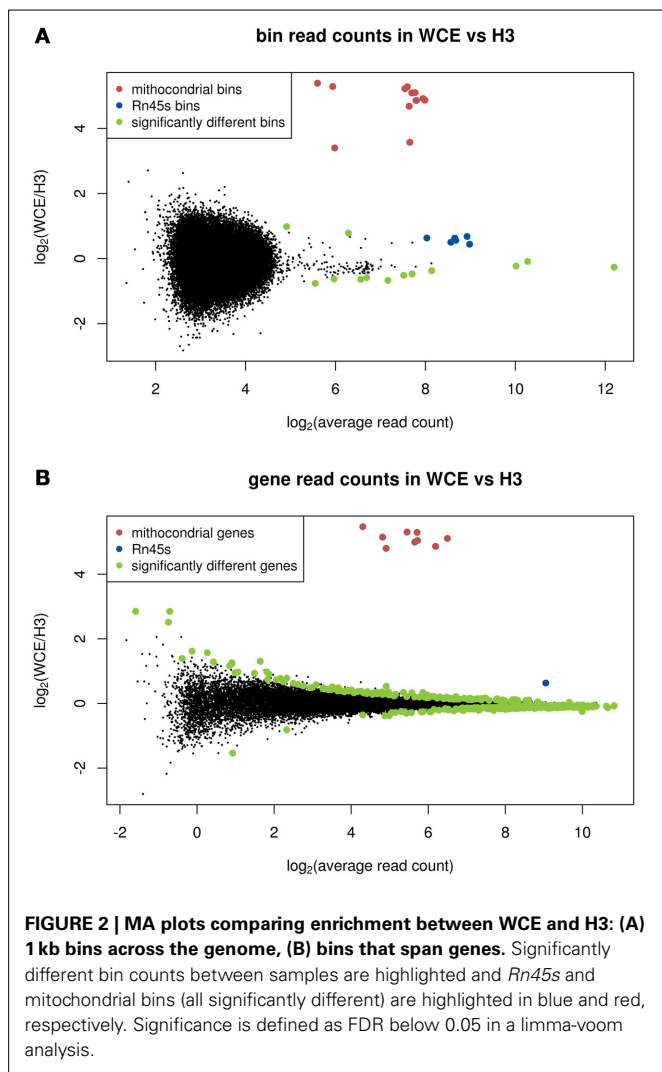 A
bin read counts in WCE vs H3
mithocondrial bins
Rn45s bins
significantly different bins
log2(WCE/H3)
4
2
0
-2
2
4
6
8
10
12
log2(average read count)
B
gene read counts in WCE vs H3
mithocondrial genes
Rn45s
significantly different genes
log2(WCE/H3)
4
2
0
-2
-2
0
2
4
6
8
10
log2(average read count)
FIGURE 2 | MA plots comparing enrichment between WCE and H3: (A)
1 kb bins across the genome, (B) bins that span genes. Significantly
different bin counts between samples are highlighted and Rn45s and
mitochondrial bins (all significantly different) are highlighted in blue and red,
respectively. Significance is defined as FDR below 0.05 in a limma-voom
analysis.